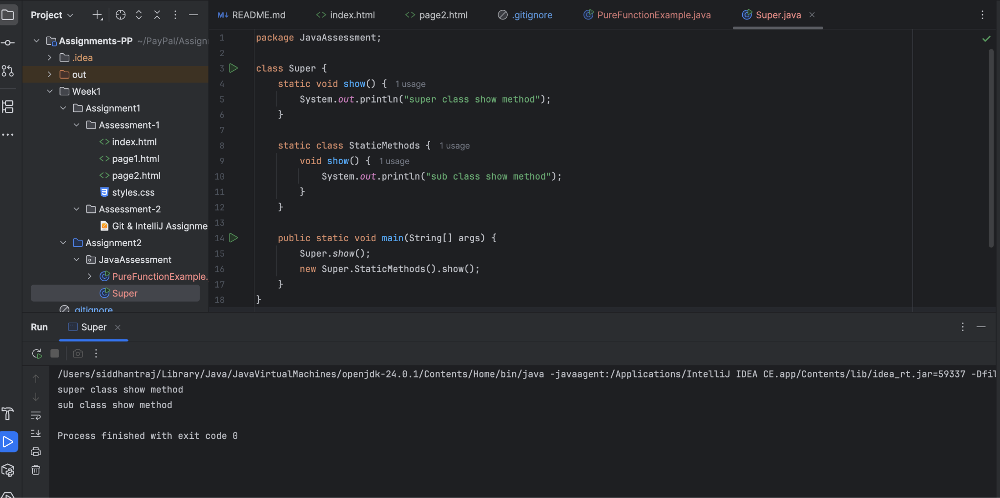 Project
README.md
index.html
page2.html
.gitignore
PureFunctionExample.java
Super.java
Assignments-PP ~/PayPal/Assign
.idea
out
Week1
Assignment1
Assessment-1
index.html
page1.html
page2.html
styles.css
Assessment-2
Git & IntelliJ Assignme
Assignment2
JavaAssessment
PureFunctionExample.
Super
.gitignore
1 package JavaAssessment;
2
3 class Super {
4 static void show() { 1 usage
5 System.out.println("super class show method");
6 }
7
8 static class StaticMethods { 1 usage
9 void show() { 1 usage
10 System.out.println("sub class show method");
11 }
12 }
13
14 public static void main(String[] args) {
15 Super.show();
16 new Super.StaticMethods().show();
17 }
18 }
Run Super
/Users/siddhantraj/Library/Java/JavaVirtualMachines/openjdk-24.0.1/Contents/Home/bin/java -javaagent:/Applications/IntelliJ IDEA CE.app/Contents/lib/idea_rt.jar=59337 -Dfil
super class show method
sub class show method
Process finished with exit code 0